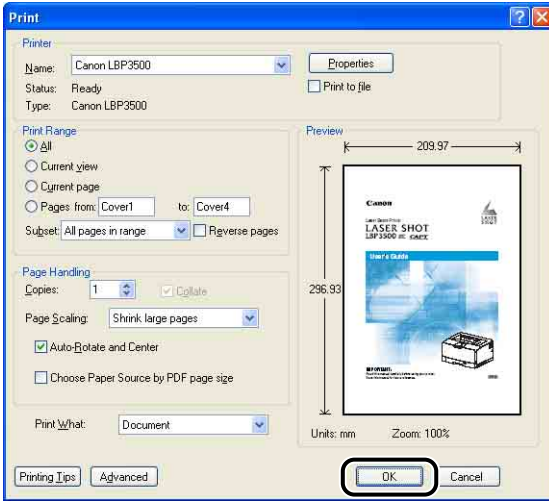 Print
Printer
Name: Canon LBP3500
Properties
Status: Ready
Print to file
Type: Canon LBP3500
Print Range
All
Current view
Current page
Pages from: Cover1 to: Cover4
Subset: All pages in range
Reverse pages
Page Handling
Copies: 1
Collate
Page Scaling: Shrink large pages
Auto-Rotate and Center
Choose Paper Source by PDF page size
Print What: Document
Preview
209.97
296.93
Canon
LASER SHOT
LBP3500
User's Guide
IMPORTANT:
Units: mm Zoom: 100%
Printing Tips
Advanced
OK
Cancel